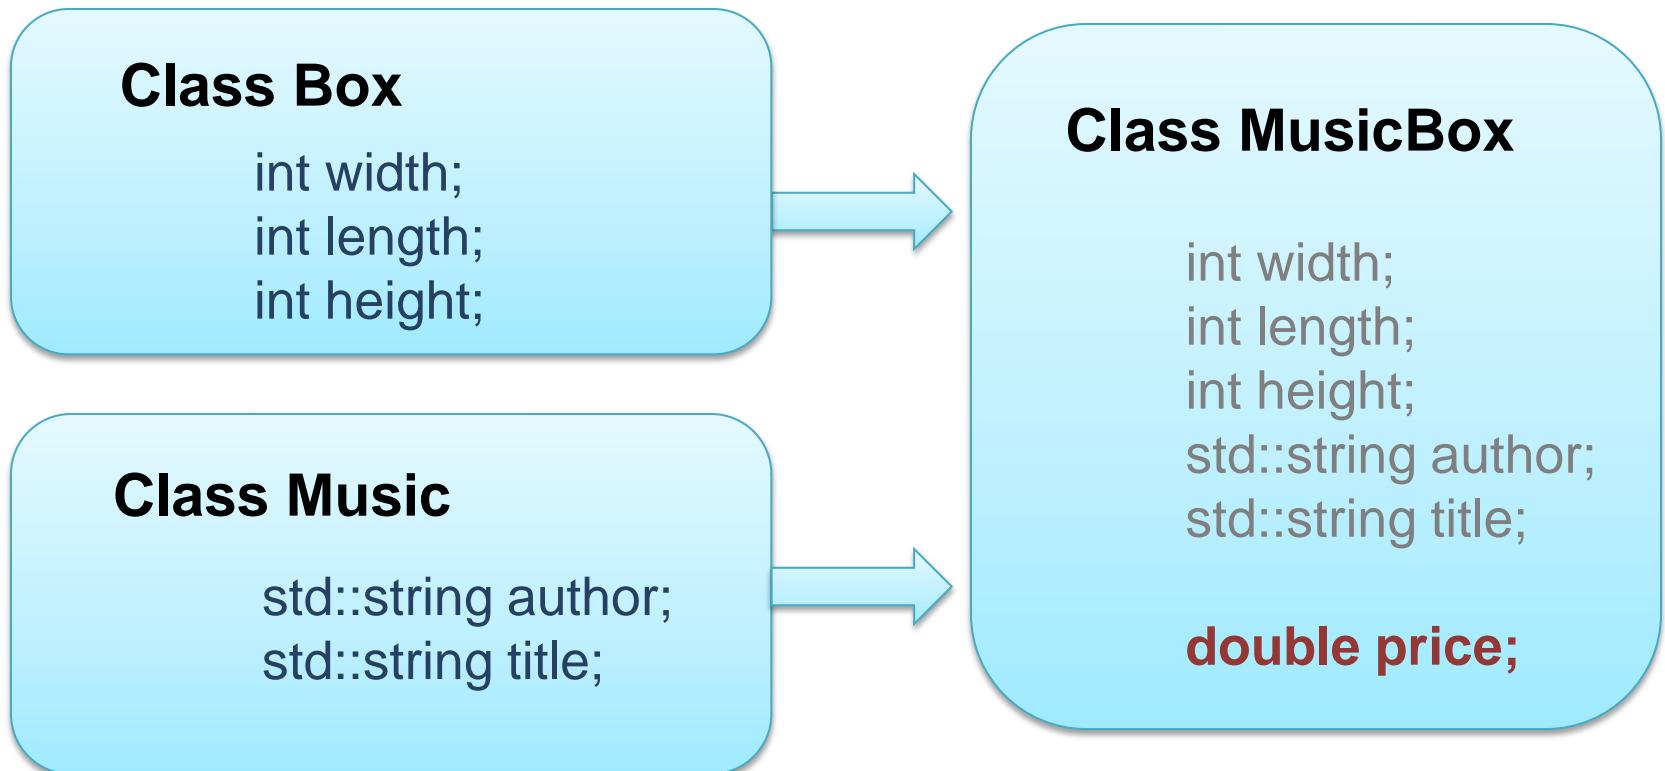 Class Box
int width;
int length;
int height;
Class Music
std::string author;
std::string title;
Class MusicBox
int width;
int length;
int height;
std::string author;
std::string title;
double price;